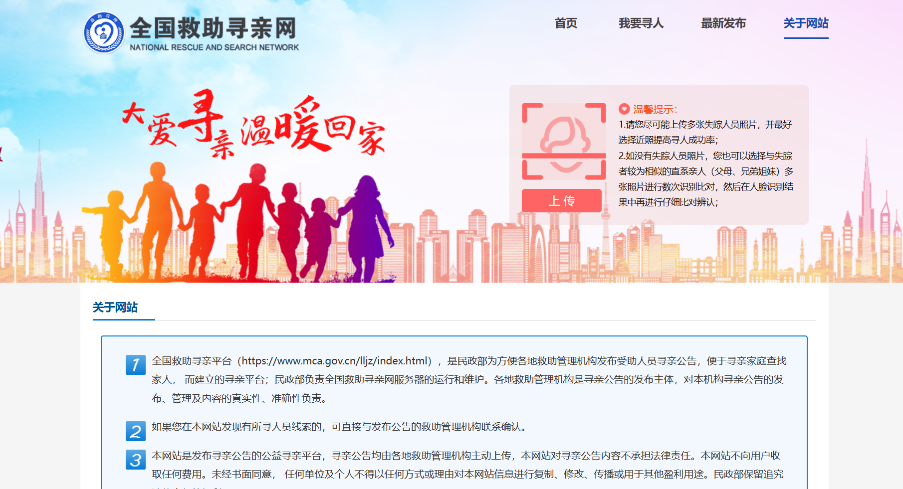 全国救助寻亲网
NATIONAL RESCUE AND SEARCH NETWORK
首页
我要寻人
最新发布
关于网站
大爱寻亲温暖回家
温馨提示:
1.请您尽可能上传多张失踪人员照片，并最好
选择近照提高寻人成功率；
2.如没有失踪人员照片，您也可以选择与失踪
者较为相似的直系亲人（父母、兄弟姐妹）多
张照片进行数次识别比对，然后在人脸识别结
果中再进行仔细比对辨认；
上 传
关于网站
1 全国救助寻亲平台（https://www.mca.gov.cn/lljz/index.html），是民政部为方便各地救助管理机构发布受助人员寻亲公告，便于寻亲家庭查找
家人， 而建立的寻亲平台；民政部负责全国救助寻亲网服务器的运行和维护。各地救助管理机构是寻亲公告的发布主体，对本机构寻亲公告的发
布、管理及内容的真实性、准确性负责。
2 如果您在本网站发现有所寻人员线索的，可直接与发布公告的救助管理机构联系确认。
3 本网站是发布寻亲公告的公益寻亲平台，寻亲公告均由各地救助管理机构主动上传，本网站对寻亲公告内容不承担法律责任。本网站不向用户收
取任何费用。未经书面同意， 任何单位及个人不得以任何方式或理由对本网站信息进行复制、修改、传播或用于其他盈利用途。民政部保留追究